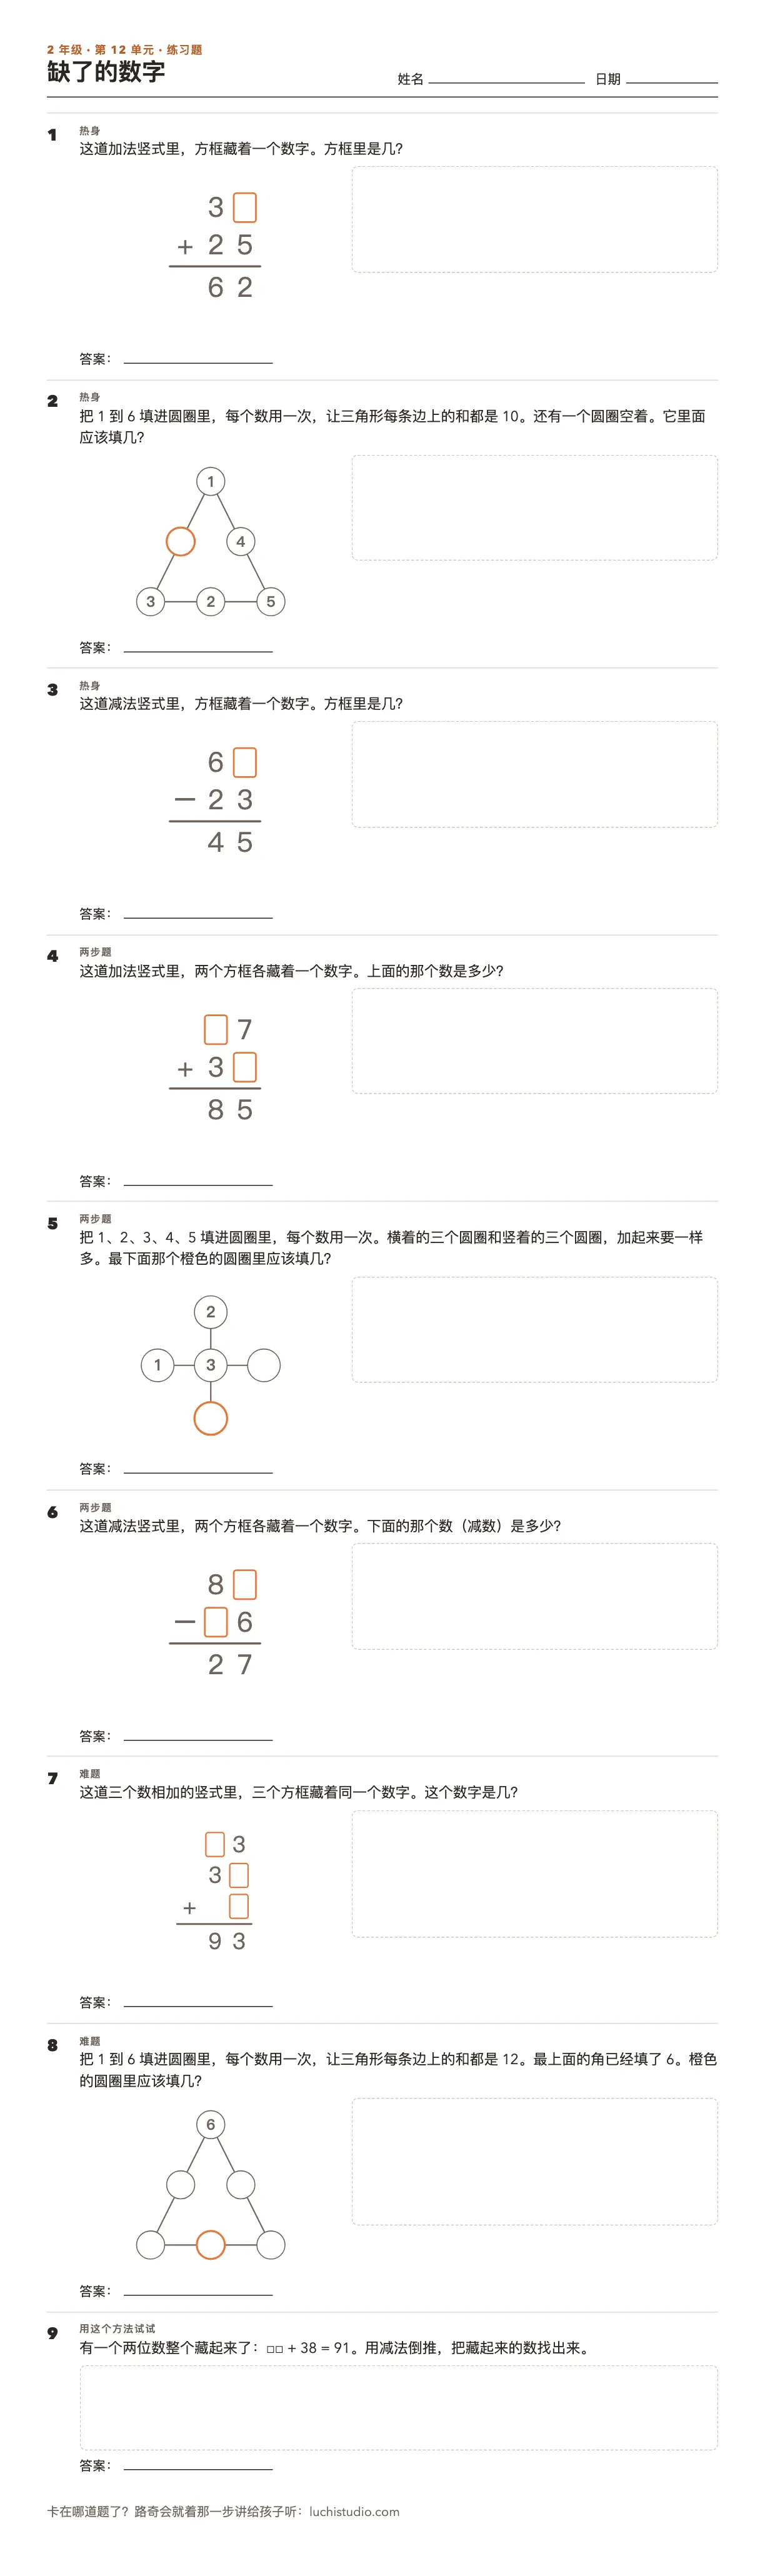 2 年级 · 第 12 单元 · 练习题
缺了的数字
姓名 日期
1 热身
这道加法竖式里，方框藏着一个数字。方框里是几？
3 □
+ 2 5
6 2
答案：
2 热身
把 1 到 6 填进圆圈里，每个数用一次，让三角形每条边上的和都是 10。还有一个圆圈空着。它里面
应该填几？
1
4
3 2 5
答案：
3 热身
这道减法竖式里，方框藏着一个数字。方框里是几？
6 □
− 2 3
4 5
答案：
4 两步题
这道加法竖式里，两个方框各藏着一个数字。上面的那个数是多少？
□ 7
+ 3 □
8 5
答案：
5 两步题
把 1、2、3、4、5 填进圆圈里，每个数用一次。横着的三个圆圈和竖着的三个圆圈，加起来要一样
多。最下面那个橙色的圆圈里应该填几？
2
1 3
答案：
6 两步题
这道减法竖式里，两个方框各藏着一个数字。下面的那个数（减数）是多少？
8 □
− □ 6
2 7
答案：
7 难题
这道三个数相加的竖式里，三个方框藏着同一个数字。这个数字是几？
□ 3
3 □
+ □
9 3
答案：
8 难题
把 1 到 6 填进圆圈里，每个数用一次，让三角形每条边上的和都是 12。最上面的角已经填了 6。橙色
的圆圈里应该填几？
6
答案：
9 用这个方法试试
有一个两位数整个藏起来了：□□ + 38 = 91。用减法倒推，把藏起来的数找出来。
答案：
卡在哪道题了？路奇会就着那一步讲给孩子听：luchistudio.com